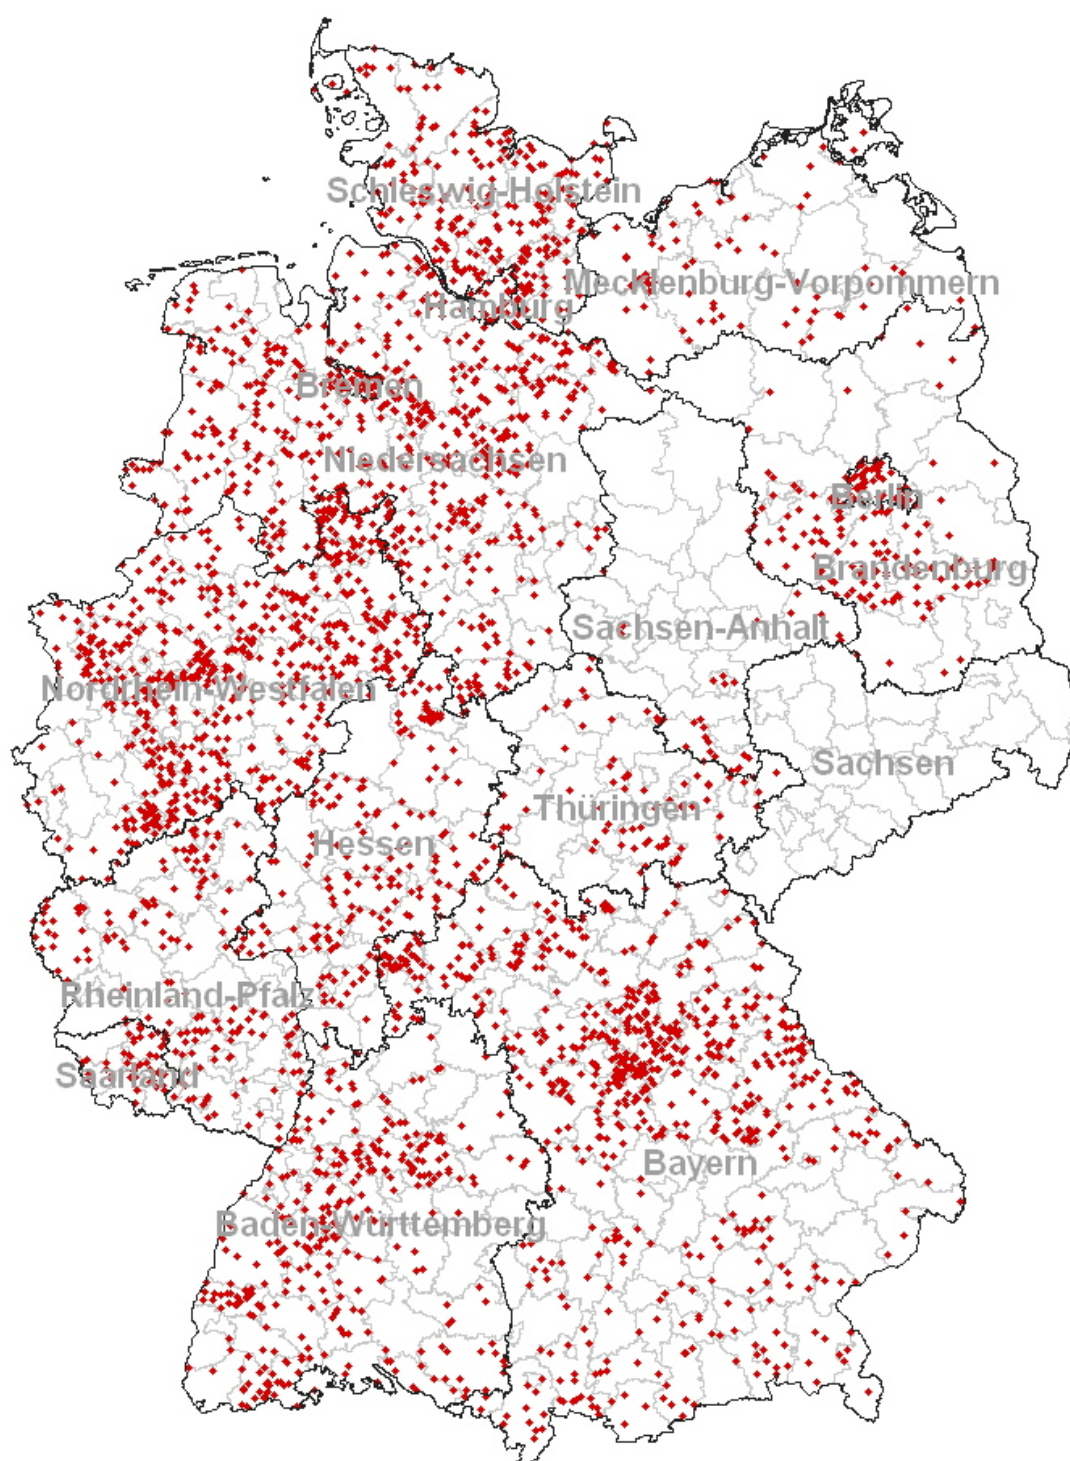 Schleswig-Holstein
Mecklenburg-Vorpommern
Hamburg
Bremen
Niedersachsen
Berlin
Brandenburg
Sachsen-Anhalt
Nordrhein-Westfalen
Sachsen
Thüringen
Hessen
Rheinland-Pfalz
Saarland
Bayern
Baden-Württemberg